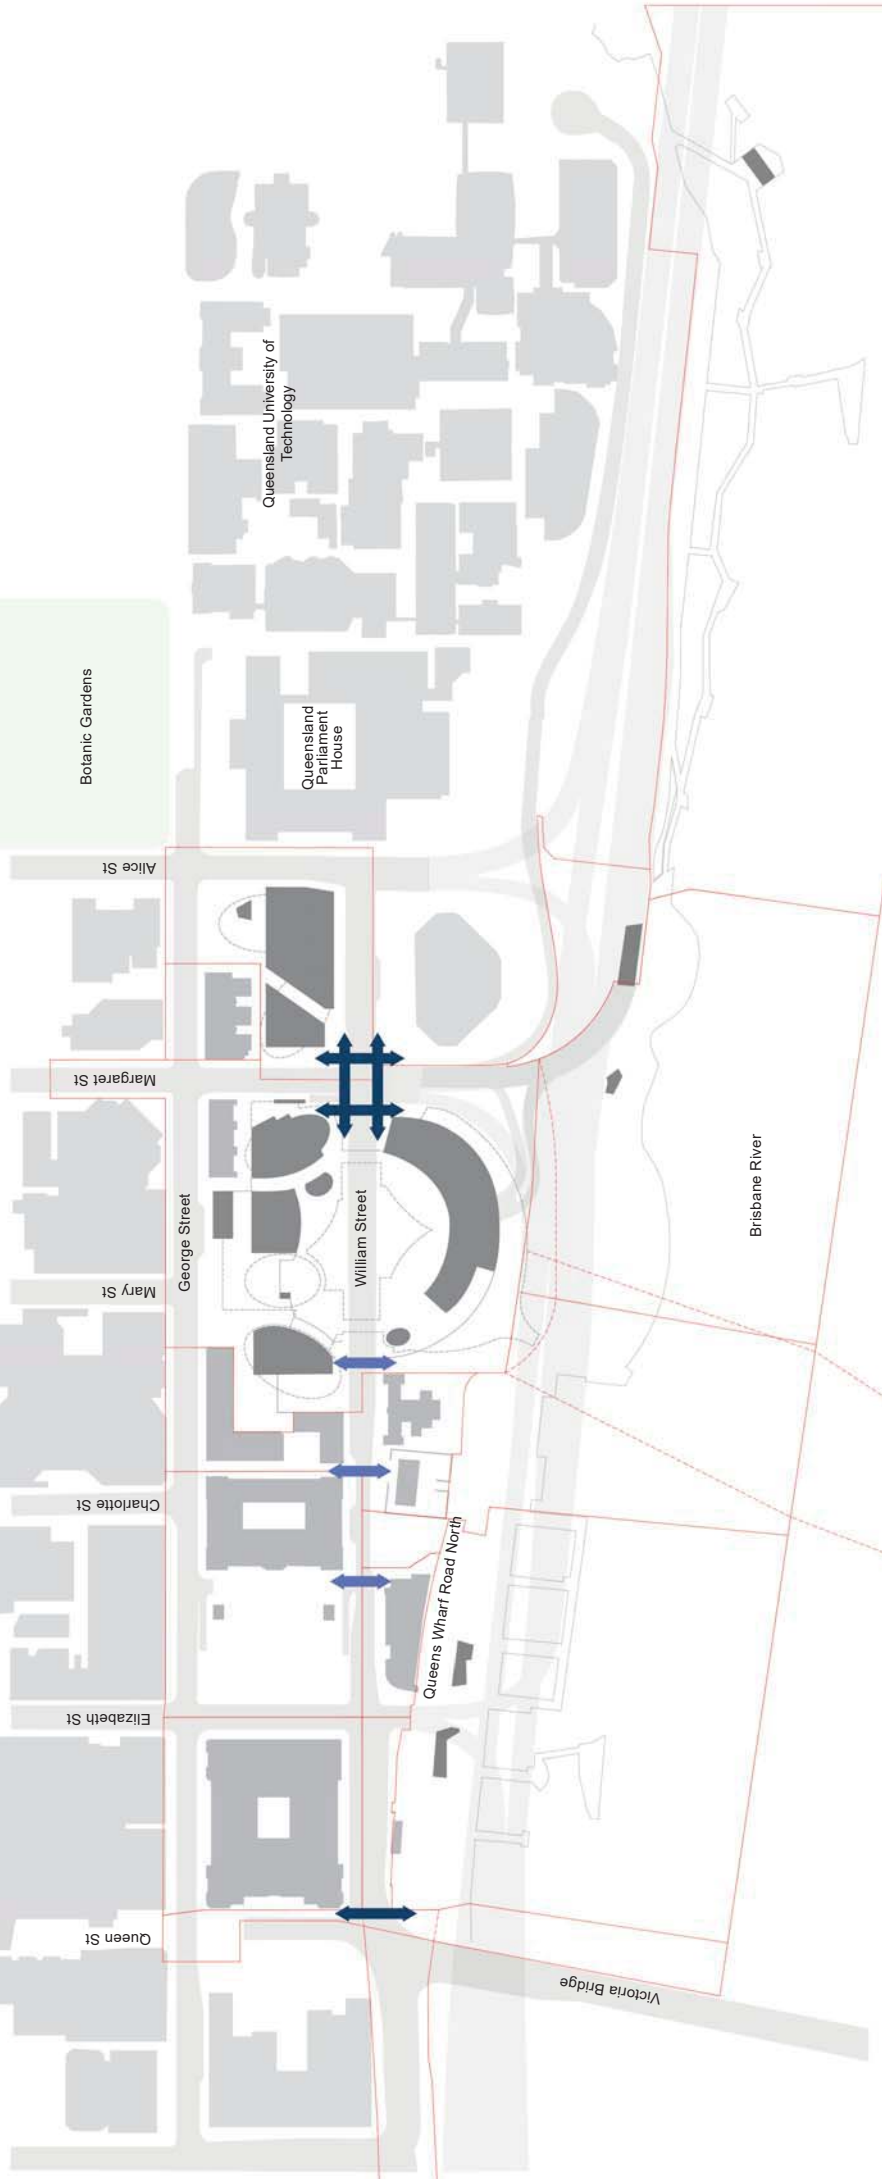 Queensland University of
Technology
Botanic Gardens
Queensland
Parliament
House
Alice St
Margaret St
Brisbane River
George Street
William Street
Mary St
Charlotte St
Queens Wharf Road North
Elizabeth St
Queen St
Victoria Bridge